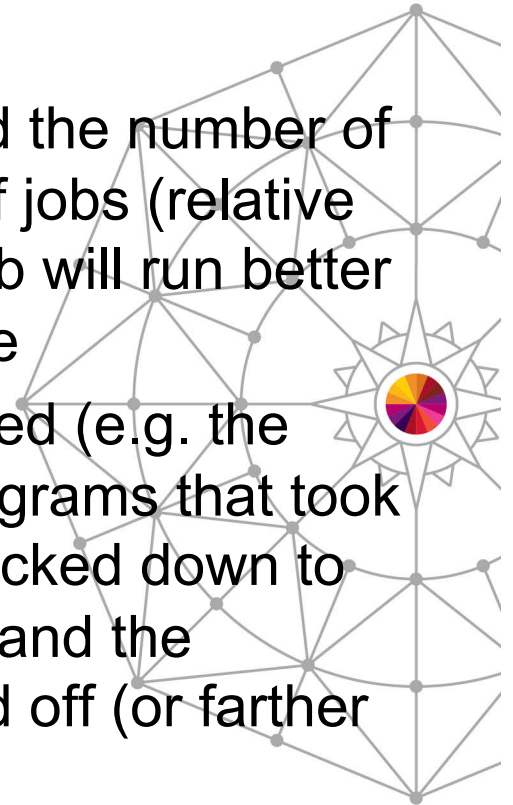 d the number of
f jobs (relative
b will run better
e
ed (e.g. the
grams that took
cked down to
and the
d off (or farther